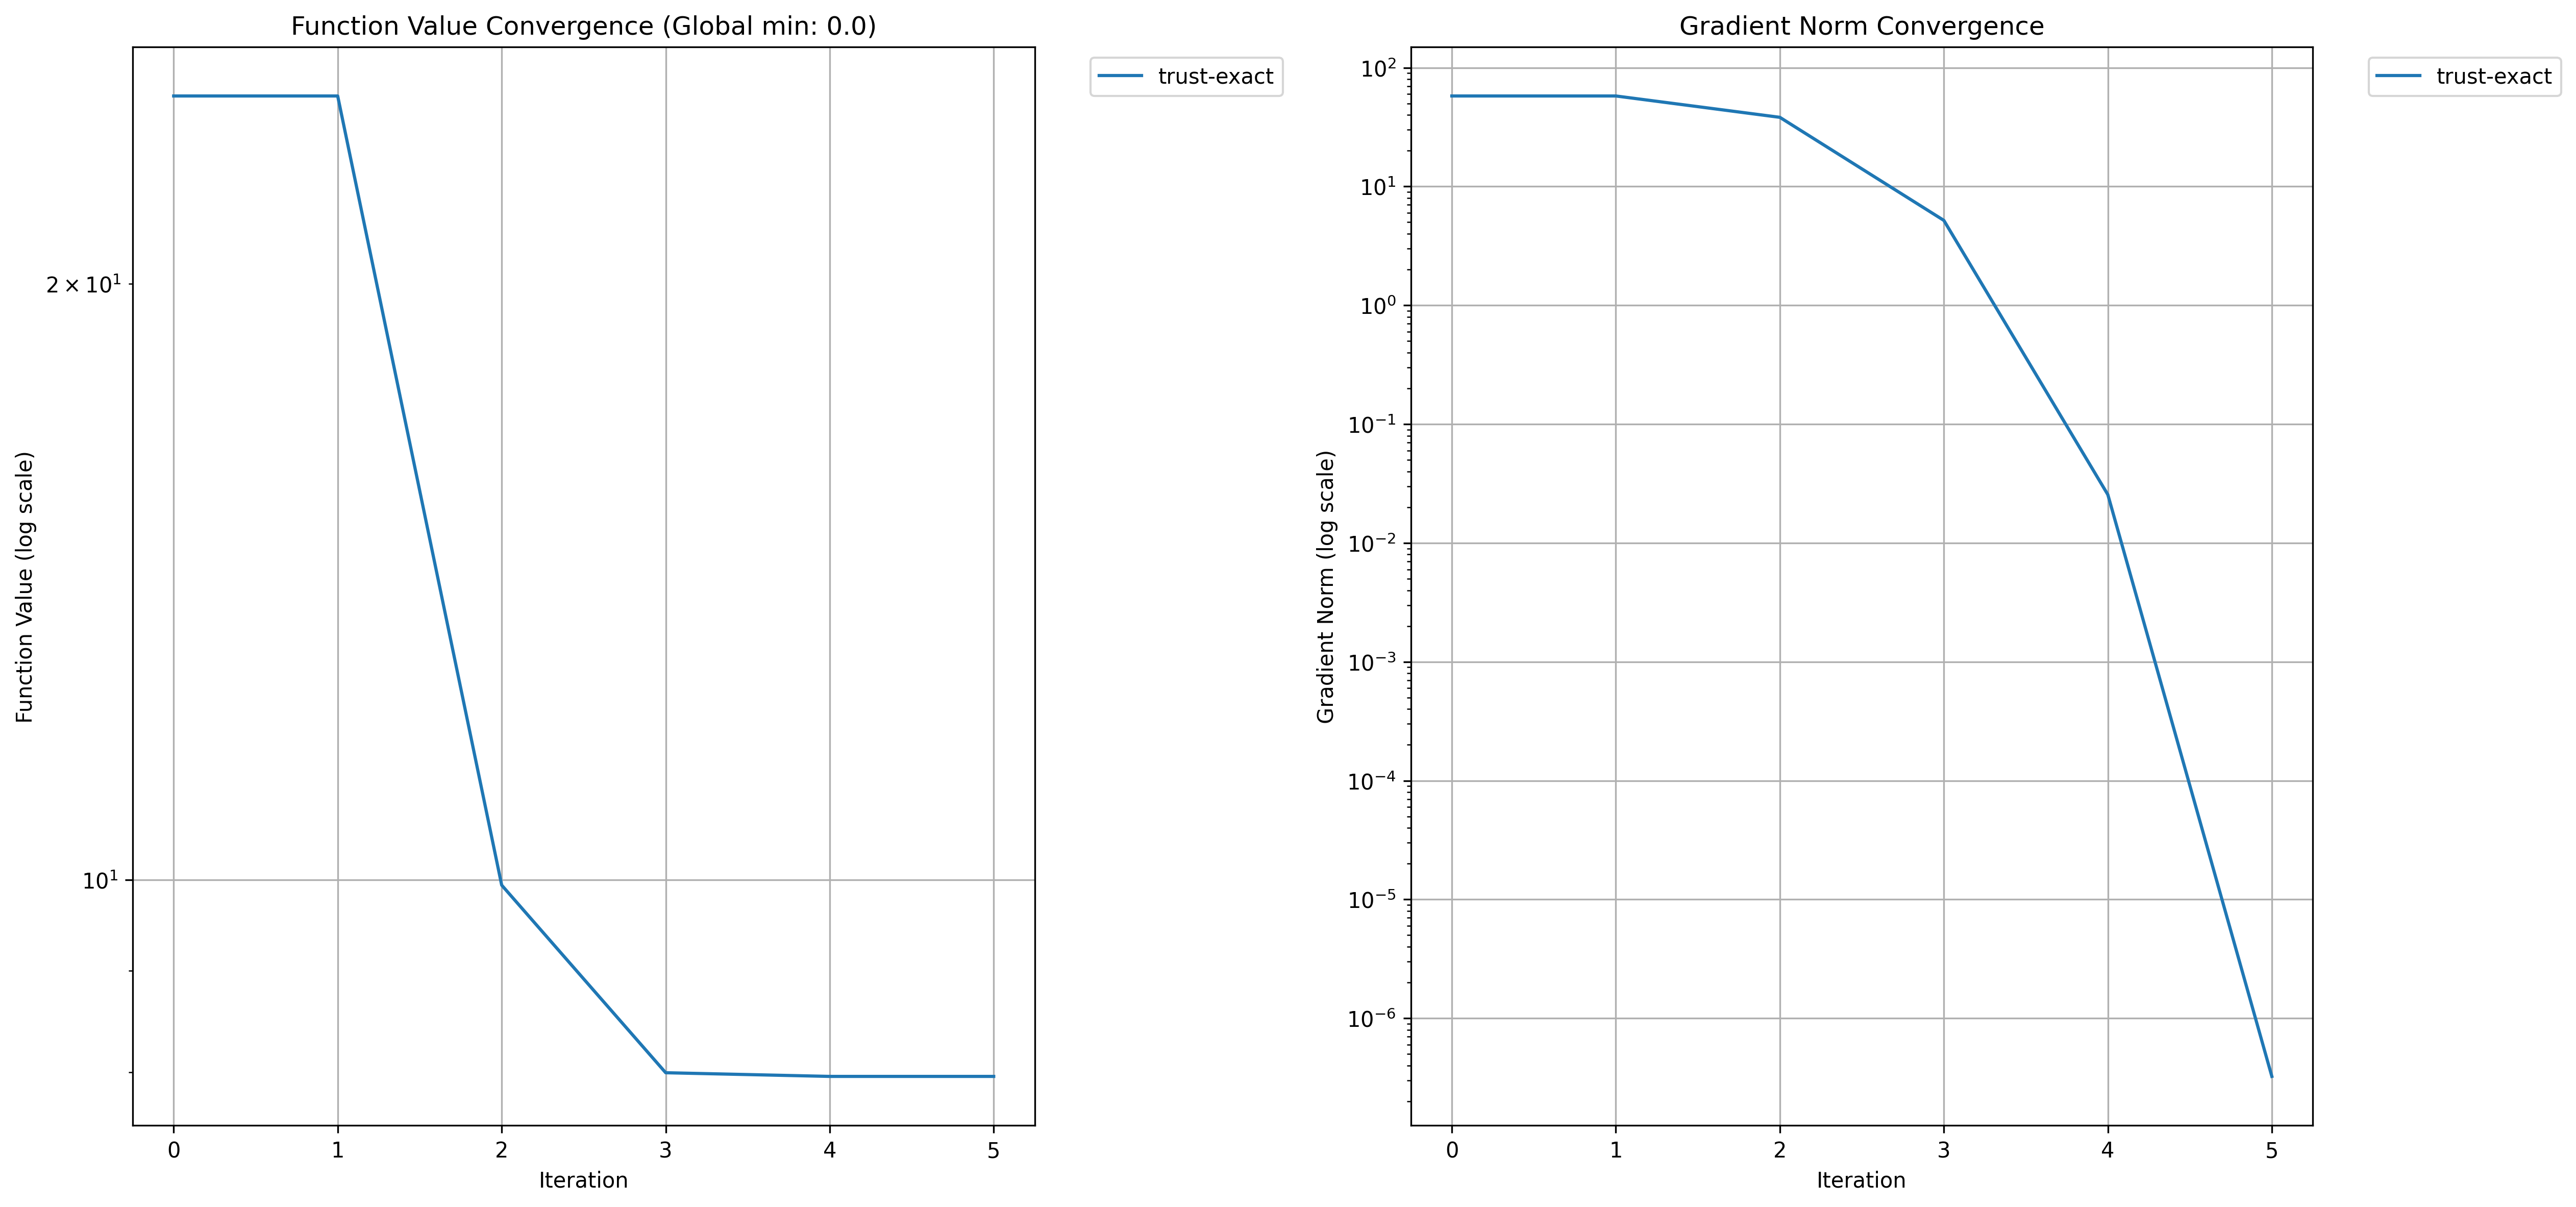 Function Value Convergence (Global min: 0.0)
trust-exact
2 × 10¹
10¹
Function Value (log scale)
0 1 2 3 4 5
Iteration
Gradient Norm Convergence
trust-exact
10²
10¹
10⁰
10⁻¹
10⁻²
10⁻³
10⁻⁴
10⁻⁵
10⁻⁶
Gradient Norm (log scale)
0 1 2 3 4 5
Iteration